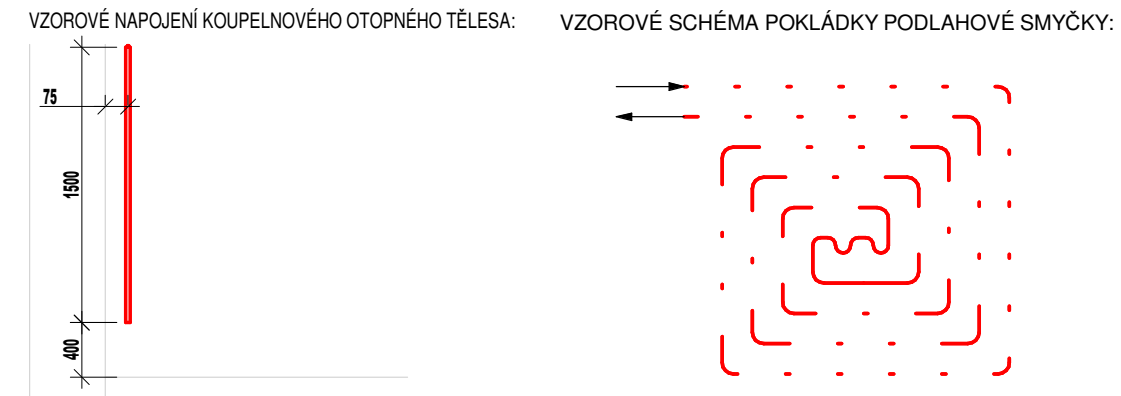 VZOROVÉ NAPOJENÍ KOUPELNOVÉHO OTOPNÉHO TĚLESA:
VZOROVÉ SCHÉMA POKLÁDKY PODLAHOVÉ SMYČKY:
75
1500
400